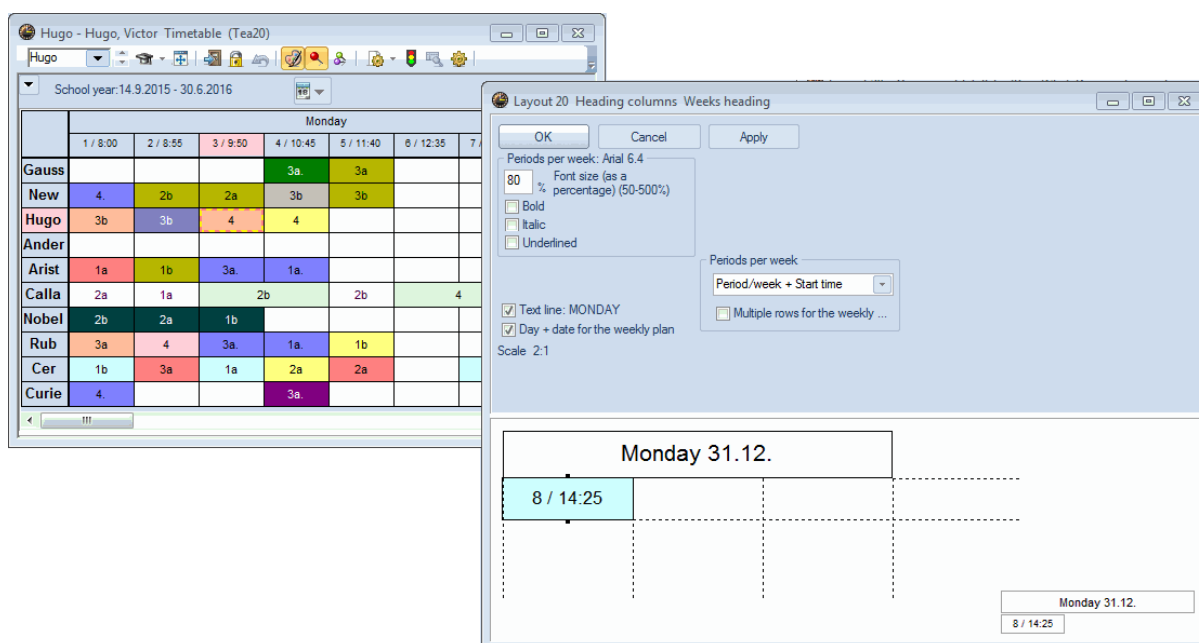 Hugo - Hugo, Victor Timetable (Tea20)
Hugo
School year:14.9.2015 - 30.6.2016
Monday
1 / 8:00 2 / 8:55 3 / 9:50 4 / 10:45 5 / 11:40 6 / 12:35 7 /
Gauss 3a. 3a
New 4. 2b 2a 3b 3b
Hugo 3b 3b 4 4
Ander
Arist 1a 1b 3a. 1a.
Calla 2a 1a 2b 2b 4
Nobel 2b 2a 1b
Rub 3a 4 3a. 1a. 1b
Cer 1b 3a 1a 2a 2a
Curie 4. 3a.
Layout 20 Heading columns Weeks heading
OK Cancel Apply
Periods per week: Arial 6.4
80 % Font size (as a
percentage) (50-500%)
Bold
Italic
Underlined
Periods per week
Period/week + Start time
Multiple rows for the weekly ...
Text line: MONDAY
Day + date for the weekly plan
Scale 2:1
Monday 31.12.
8 / 14:25
Monday 31.12.
8 / 14:25